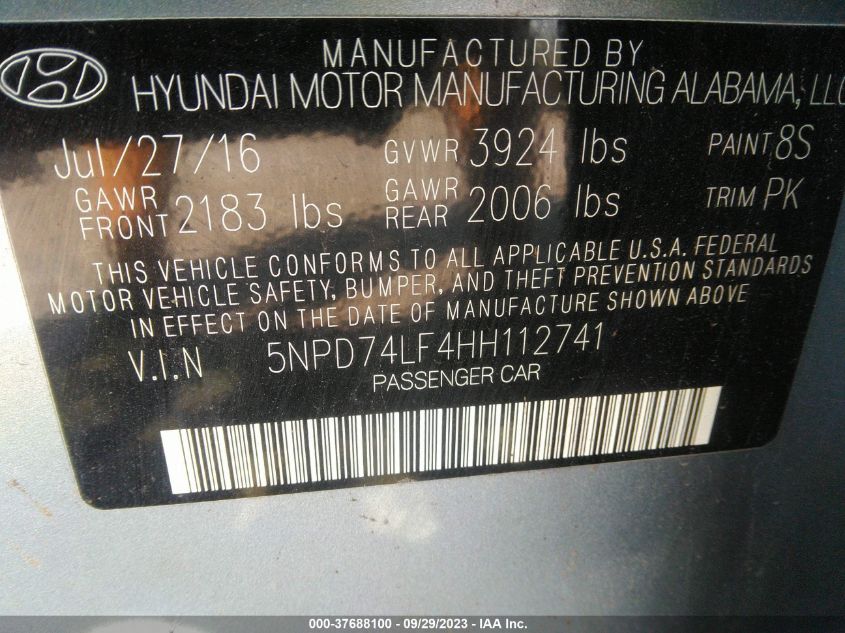 MANUFACTURED BY
HYUNDAI MOTOR MANUFACTURING ALABAMA, LLC
Jul/27/16 GVWR 3924 lbs PAINT 8S
GAWR FRONT 2183 lbs GAWR REAR 2006 lbs TRIM PK
THIS VEHICLE CONFORMS TO ALL APPLICABLE U.S.A. FEDERAL
MOTOR VEHICLE SAFETY, BUMPER, AND THEFT PREVENTION STANDARDS
IN EFFECT ON THE DATE OF MANUFACTURE SHOWN ABOVE
V.I.N 5NPD74LF4HH112741
PASSENGER CAR
000-37688100 - 09/29/2023 - IAA Inc.